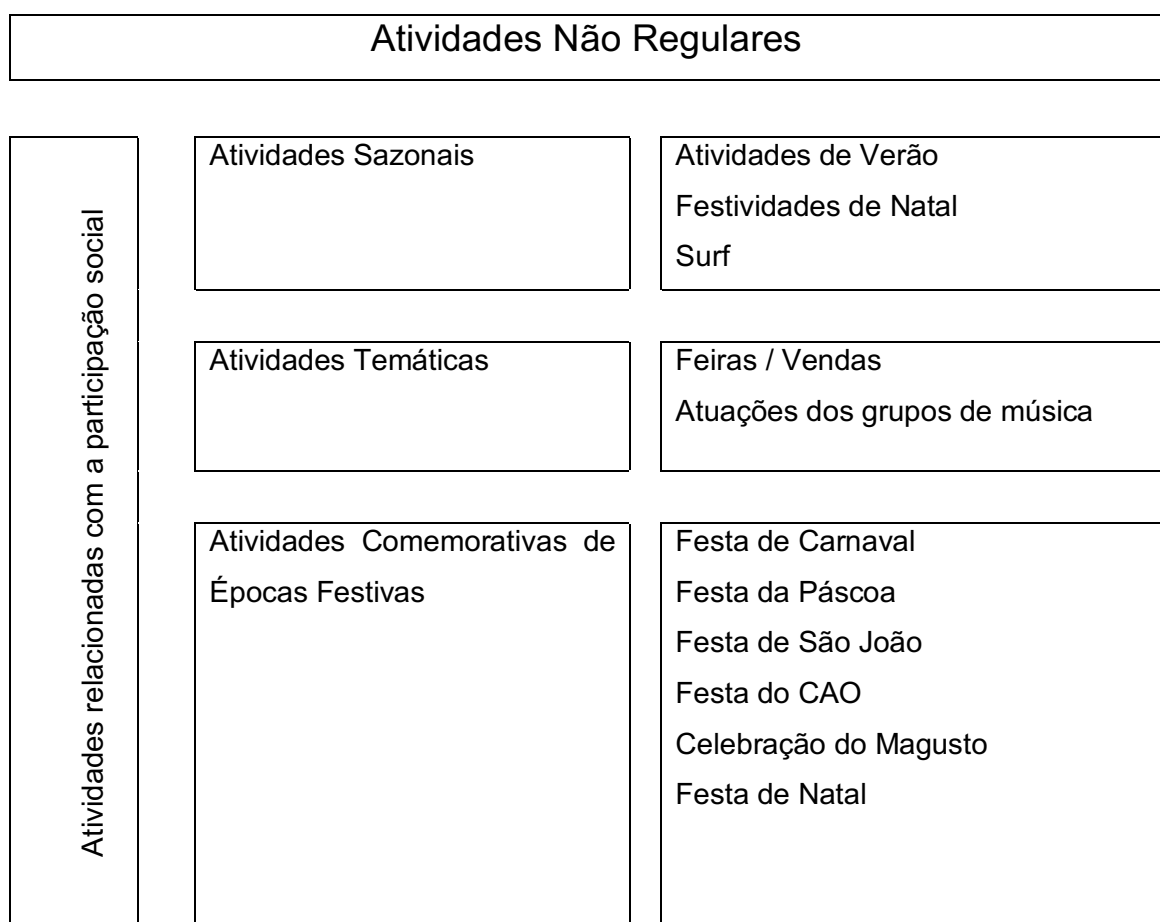 Atividades Não Regulares
Atividades relacionadas com a participação social
Atividades Sazonais
Atividades de Verão
Festividades de Natal
Surf
Atividades Temáticas
Feiras / Vendas
Atuações dos grupos de música
Atividades Comemorativas de
Épocas Festivas
Festa de Carnaval
Festa da Páscoa
Festa de São João
Festa do CAO
Celebração do Magusto
Festa de Natal